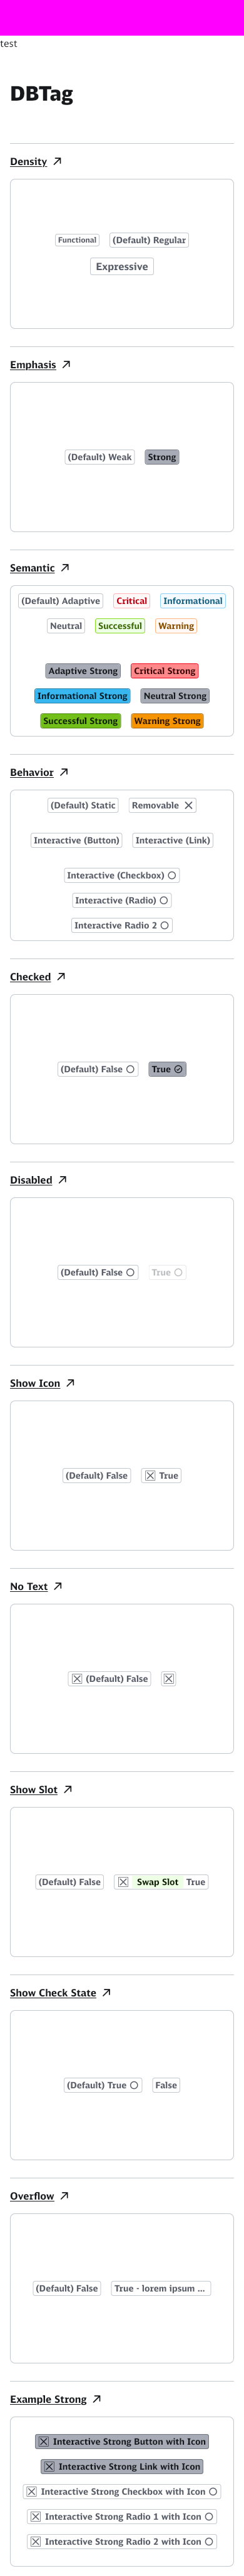 test
DBTag
Density
Functional (Default) Regular
Expressive
Emphasis
(Default) Weak Strong
Semantic
(Default) Adaptive Critical Informational
Neutral Successful Warning
Adaptive Strong Critical Strong
Informational Strong Neutral Strong
Successful Strong Warning Strong
Behavior
(Default) Static Removable
Interactive (Button) Interactive (Link)
Interactive (Checkbox)
Interactive (Radio)
Interactive Radio 2
Checked
(Default) False True
Disabled
(Default) False True
Show Icon
(Default) False True
No Text
(Default) False
Show Slot
(Default) False Swap Slot True
Show Check State
(Default) True False
Overflow
(Default) False True - lorem ipsum ...
Example Strong
Interactive Strong Button with Icon
Interactive Strong Link with Icon
Interactive Strong Checkbox with Icon
Interactive Strong Radio 1 with Icon
Interactive Strong Radio 2 with Icon